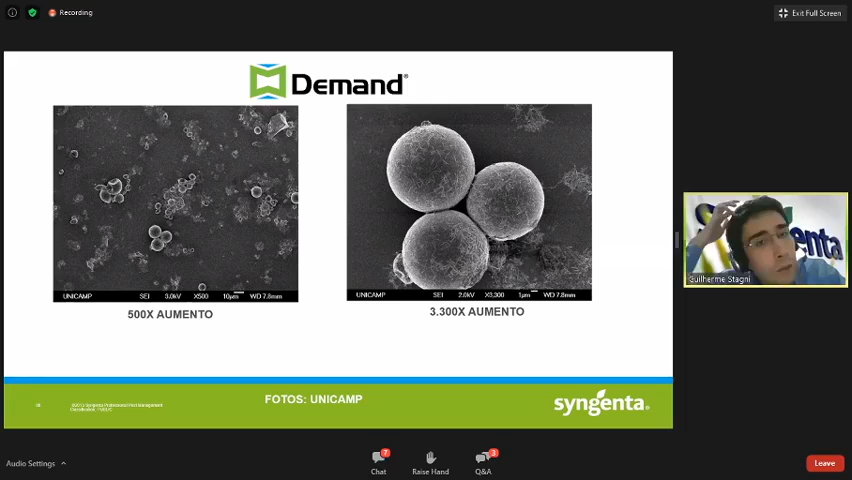 Recording
Exit Full Screen
Demand®
UNICAMP SEI 3.0kV X500 10µm WD 7.8mm
UNICAMP SEI 2.0kV X3,300 1µm WD 7.8mm
500X AUMENTO
3.300X AUMENTO
Guilherme Stagni
FOTOS: UNICAMP
syngenta
Audio Settings
7
Chat
Raise Hand
3
Q&A
Leave